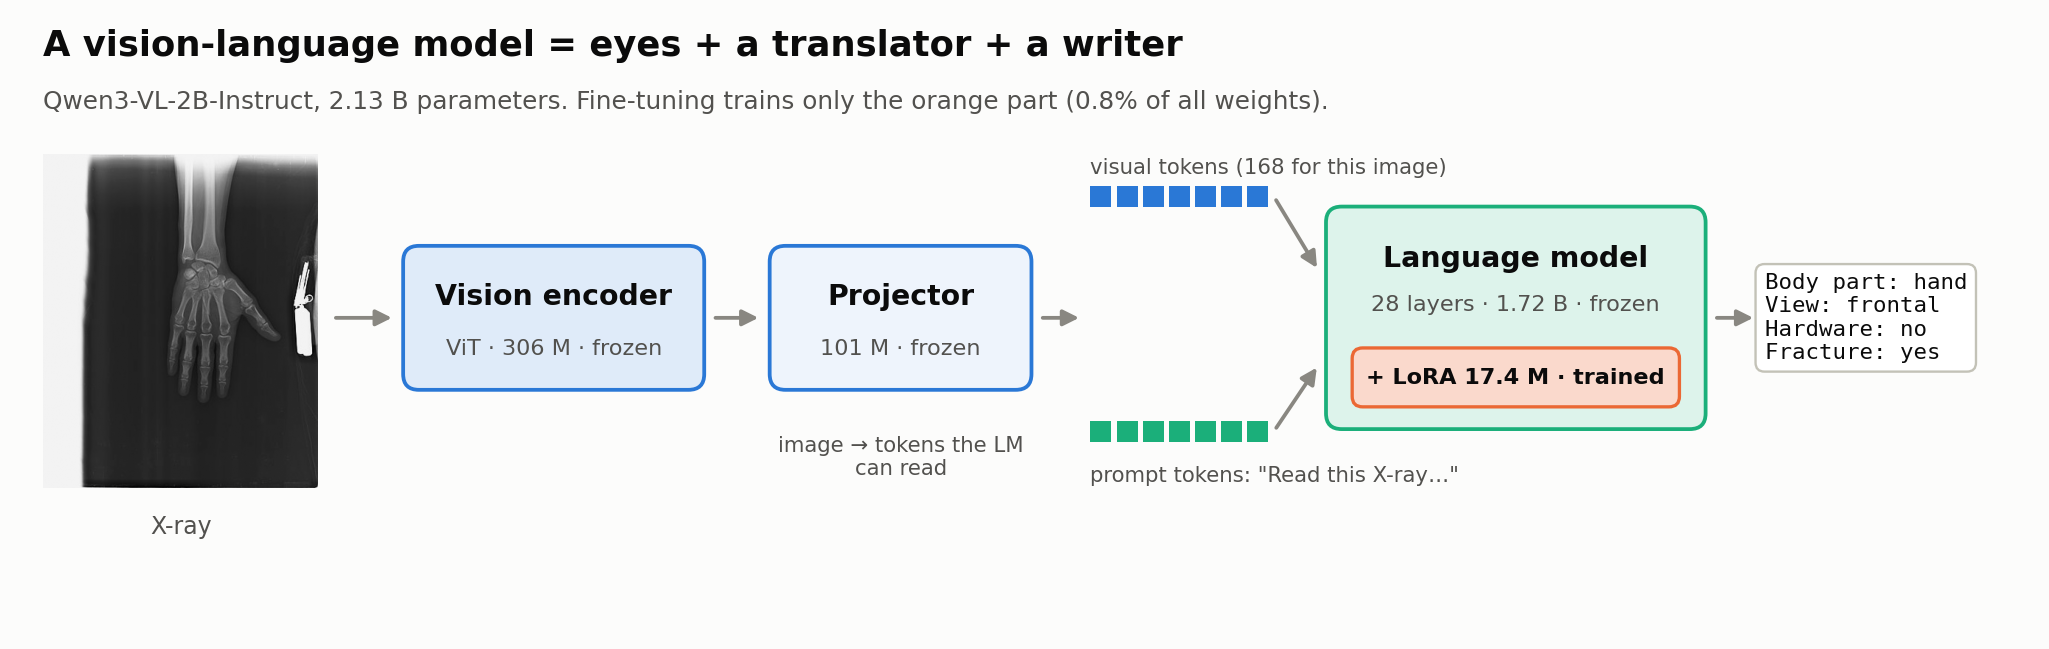 A vision-language model = eyes + a translator + a writer
Qwen3-VL-2B-Instruct, 2.13 B parameters. Fine-tuning trains only the orange part (0.8% of all weights).
X-ray
Vision encoder
ViT · 306 M · frozen
Projector
101 M · frozen
image → tokens the LM
can read
visual tokens (168 for this image)
prompt tokens: "Read this X-ray…"
Language model
28 layers · 1.72 B · frozen
+ LoRA 17.4 M · trained
Body part: hand
View: frontal
Hardware: no
Fracture: yes